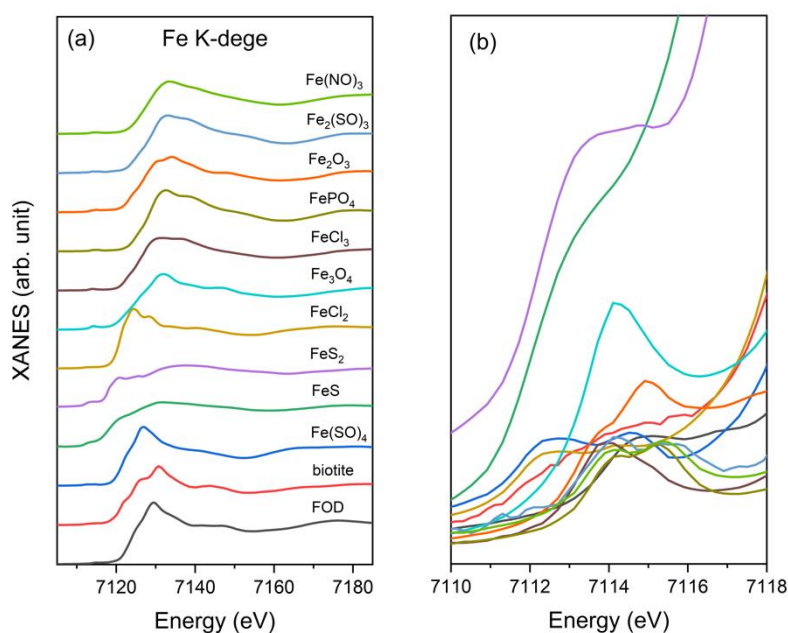 (a) Fe K-dege
Fe(NO)3
Fe2(SO)3
Fe2O3
FePO4
FeCl3
Fe3O4
FeCl2
FeS2
FeS
Fe(SO)4
biotite
FOD
XANES (arb. unit)
7120 7140 7160 7180
Energy (eV)
(b)
7110 7112 7114 7116 7118
Energy (eV)